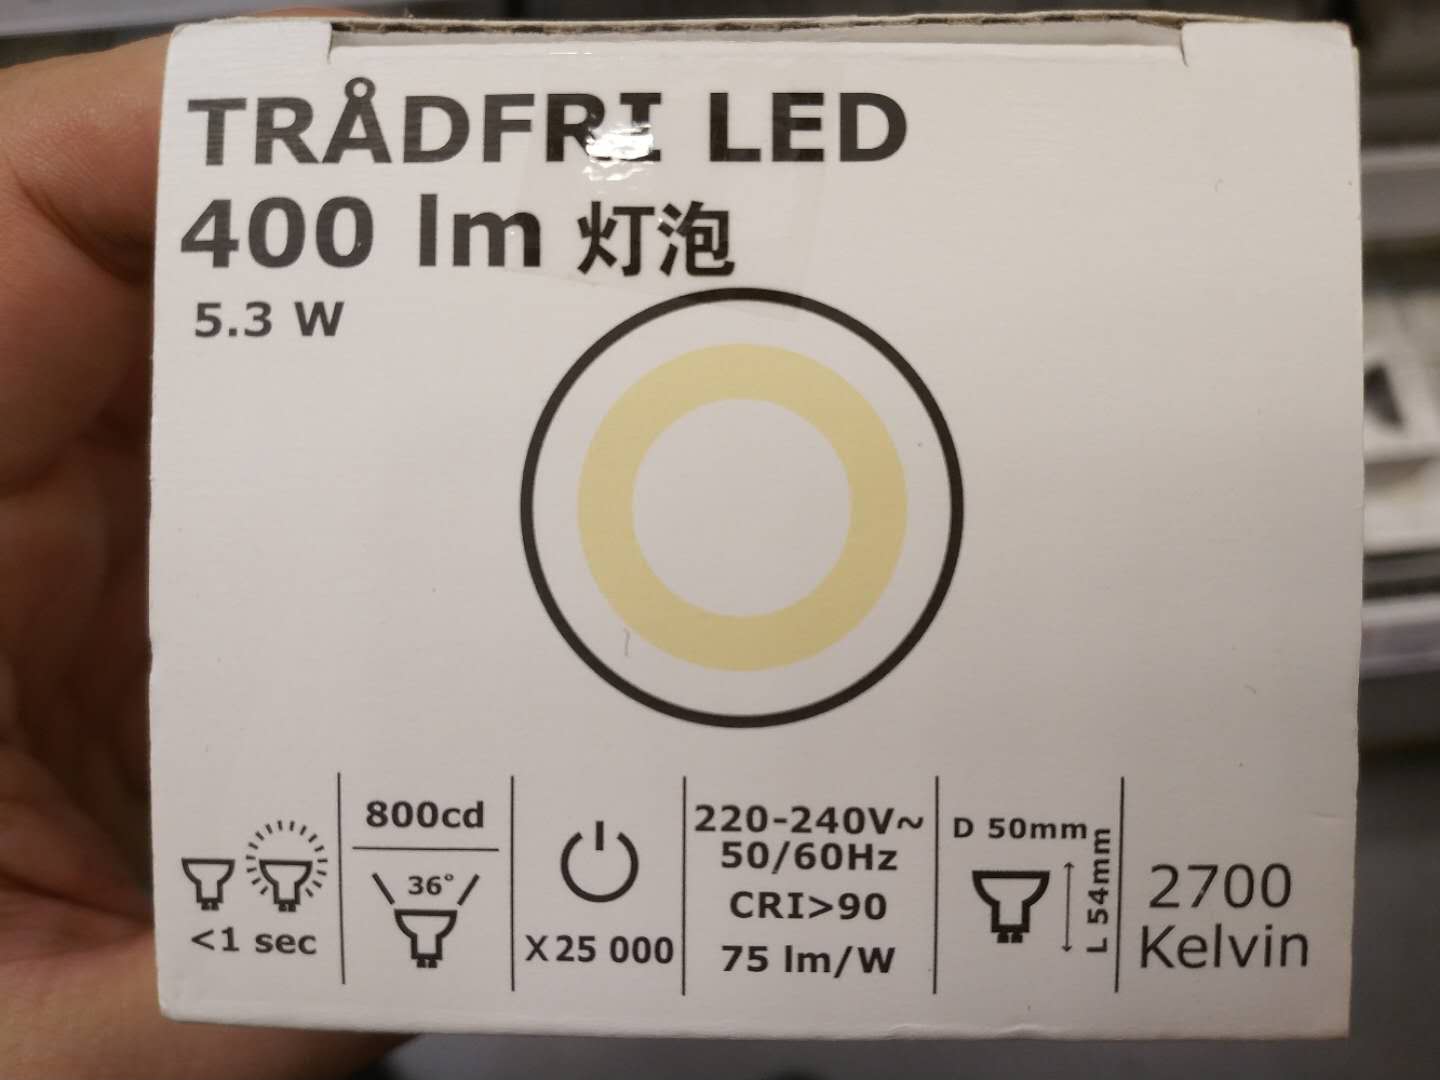 TRÅDFRI LED
400 lm 灯泡
5.3 W
<1 sec
800cd
36°
X 25 000
220-240V~
50/60Hz
CRI>90
75 lm/W
D 50mm
L 54mm
2700
Kelvin